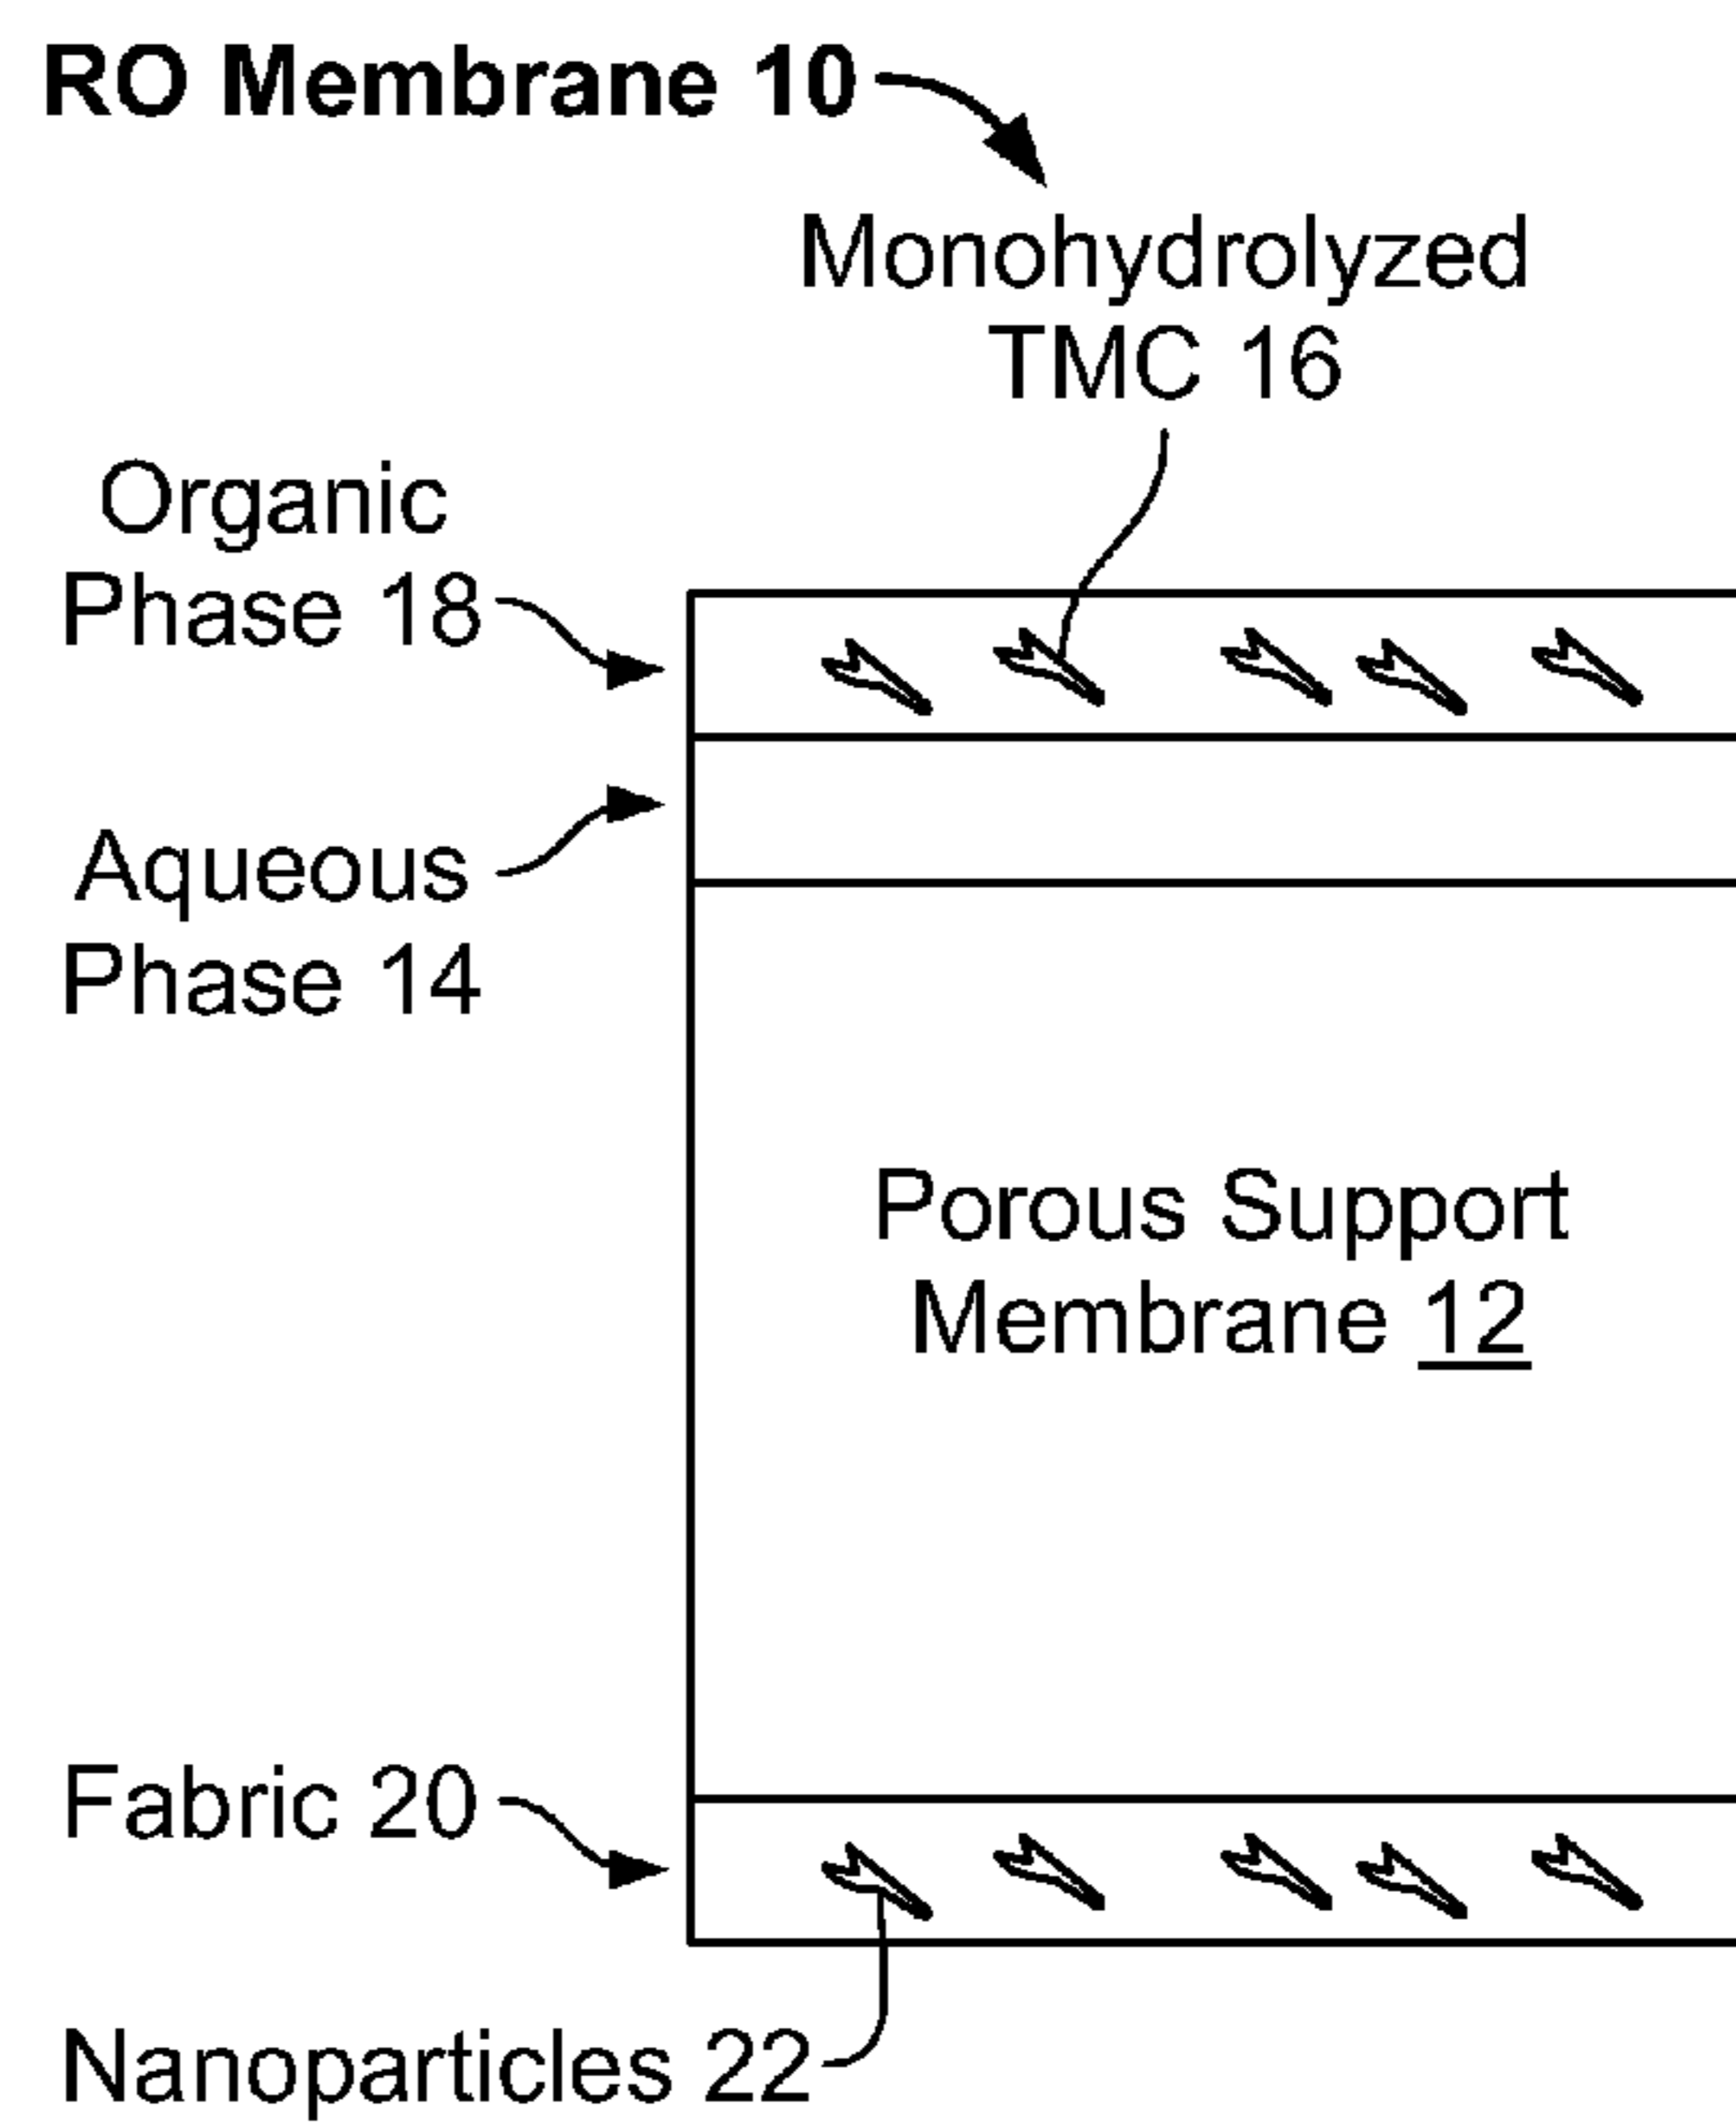 RO Membrane 10
Monohydrolyzed
TMC 16
Organic
Phase 18
Aqueous
Phase 14
Porous Support
Membrane 12
Fabric 20
Nanoparticles 22